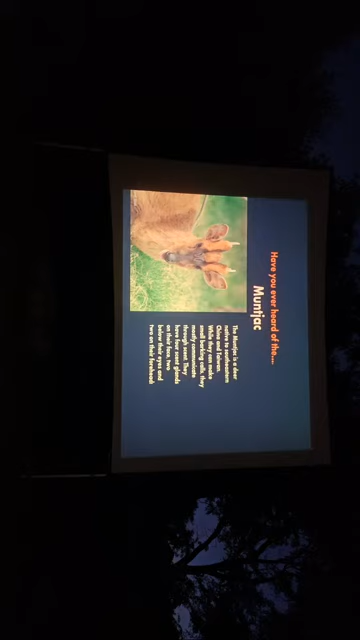 Have you ever heard of the...
Muntjac
The Muntjac is a deer
native to southeastern
China and Taiwan.
While they can make
small barking calls, they
mostly communicate
through scent. They
have four scent glands
on their face, two
below their eyes and
two on their forehead!